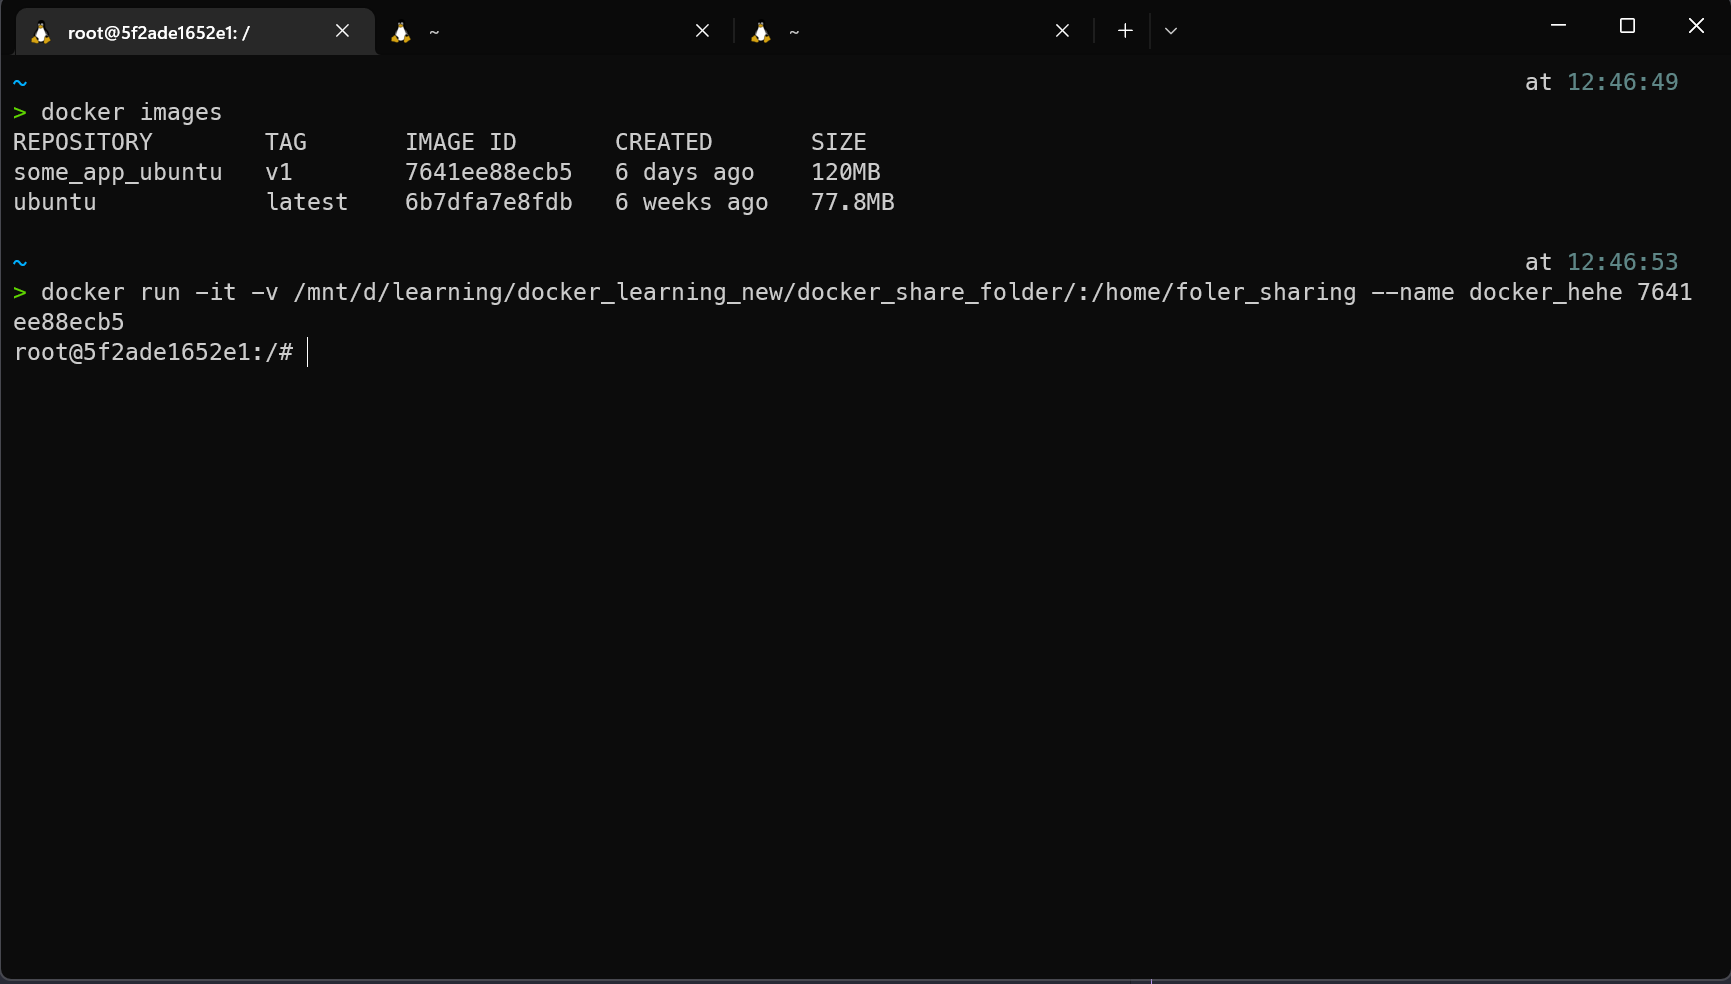 root@5f2ade1652e1: /
~
~
~ at 12:46:49
> docker images
REPOSITORY TAG IMAGE ID CREATED SIZE
some_app_ubuntu v1 7641ee88ecb5 6 days ago 120MB
ubuntu latest 6b7dfa7e8fdb 6 weeks ago 77.8MB
~ at 12:46:53
> docker run -it -v /mnt/d/learning/docker_learning_new/docker_share_folder/:/home/foler_sharing --name docker_hehe 7641
ee88ecb5
root@5f2ade1652e1:/#